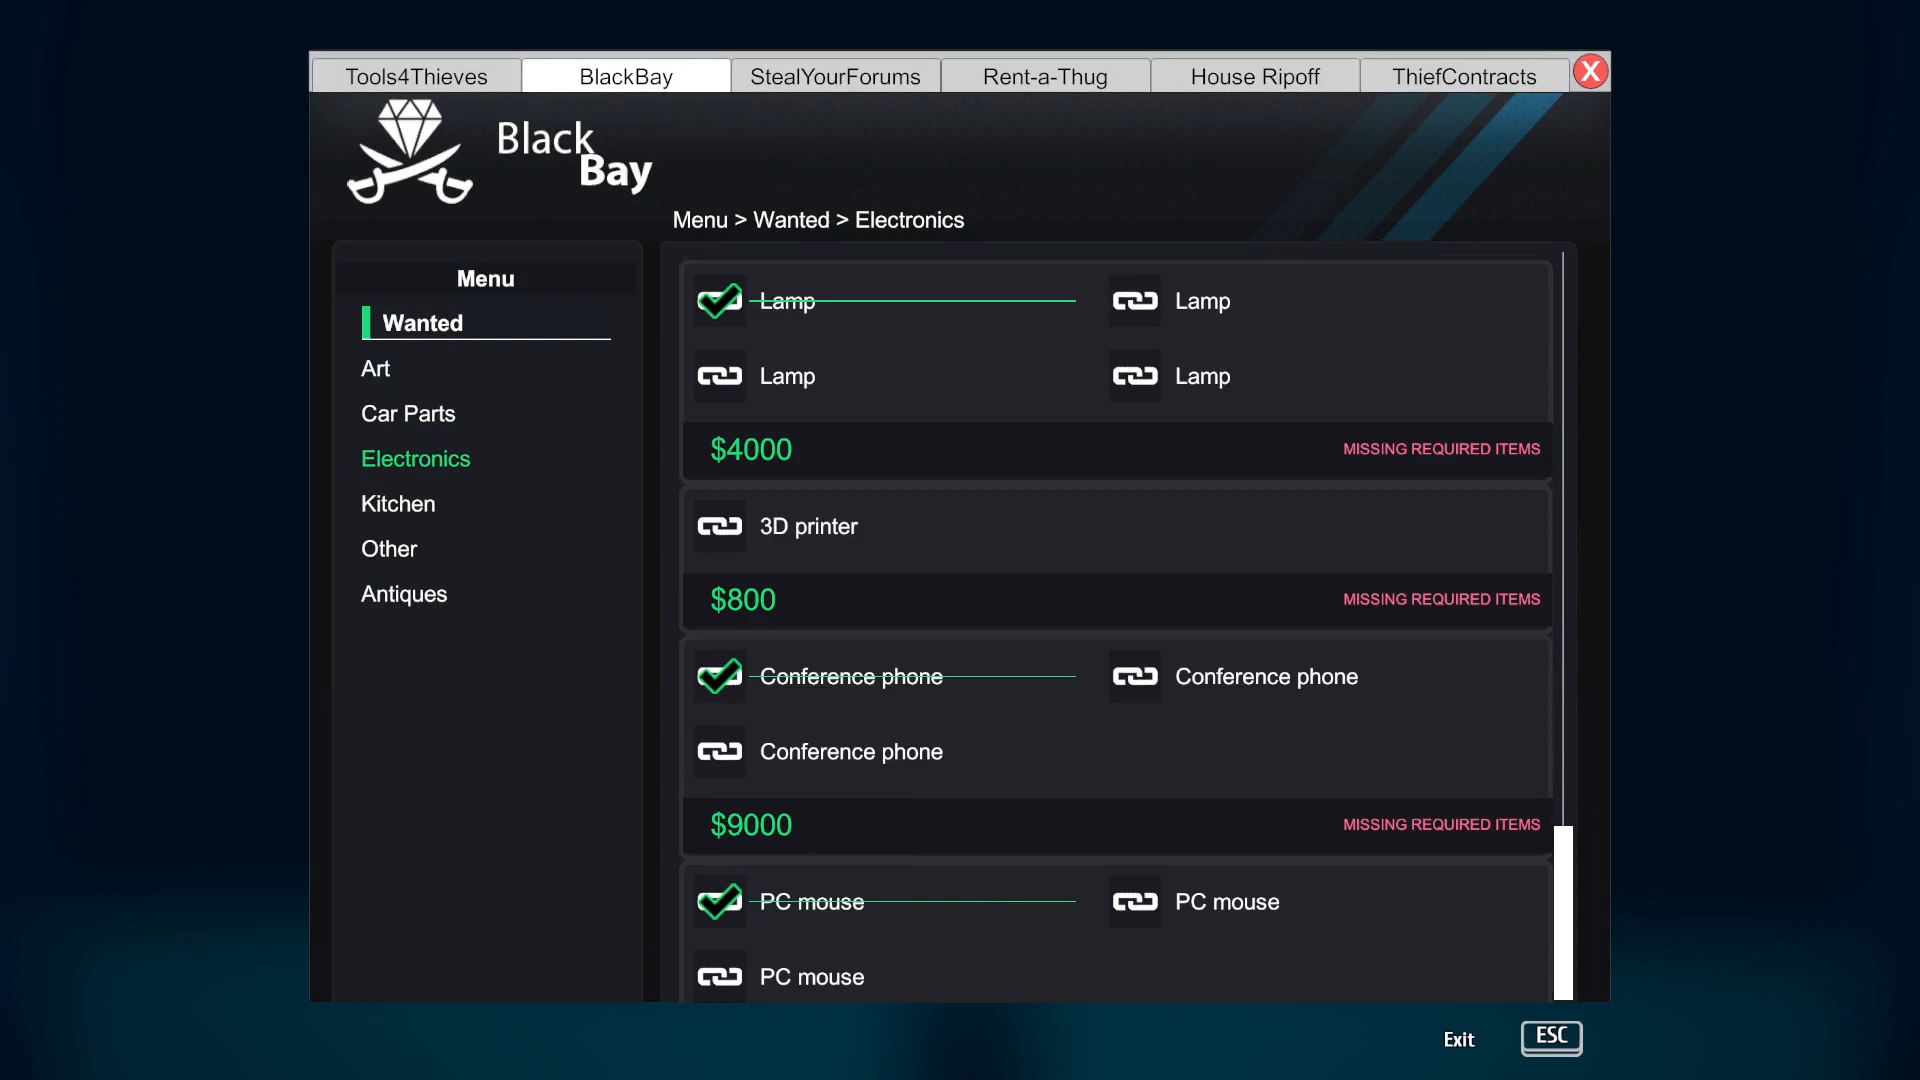 Tools4Thieves BlackBay StealYourForums Rent-a-Thug House Ripoff ThiefContracts X
Black
Bay
Menu > Wanted > Electronics
Menu
Wanted
Art
Car Parts
Electronics
Kitchen
Other
Antiques
Lamp Lamp
Lamp Lamp
$4000 MISSING REQUIRED ITEMS
3D printer
$800 MISSING REQUIRED ITEMS
Conference phone Conference phone
Conference phone
$9000 MISSING REQUIRED ITEMS
PC mouse PC mouse
PC mouse
Exit ESC